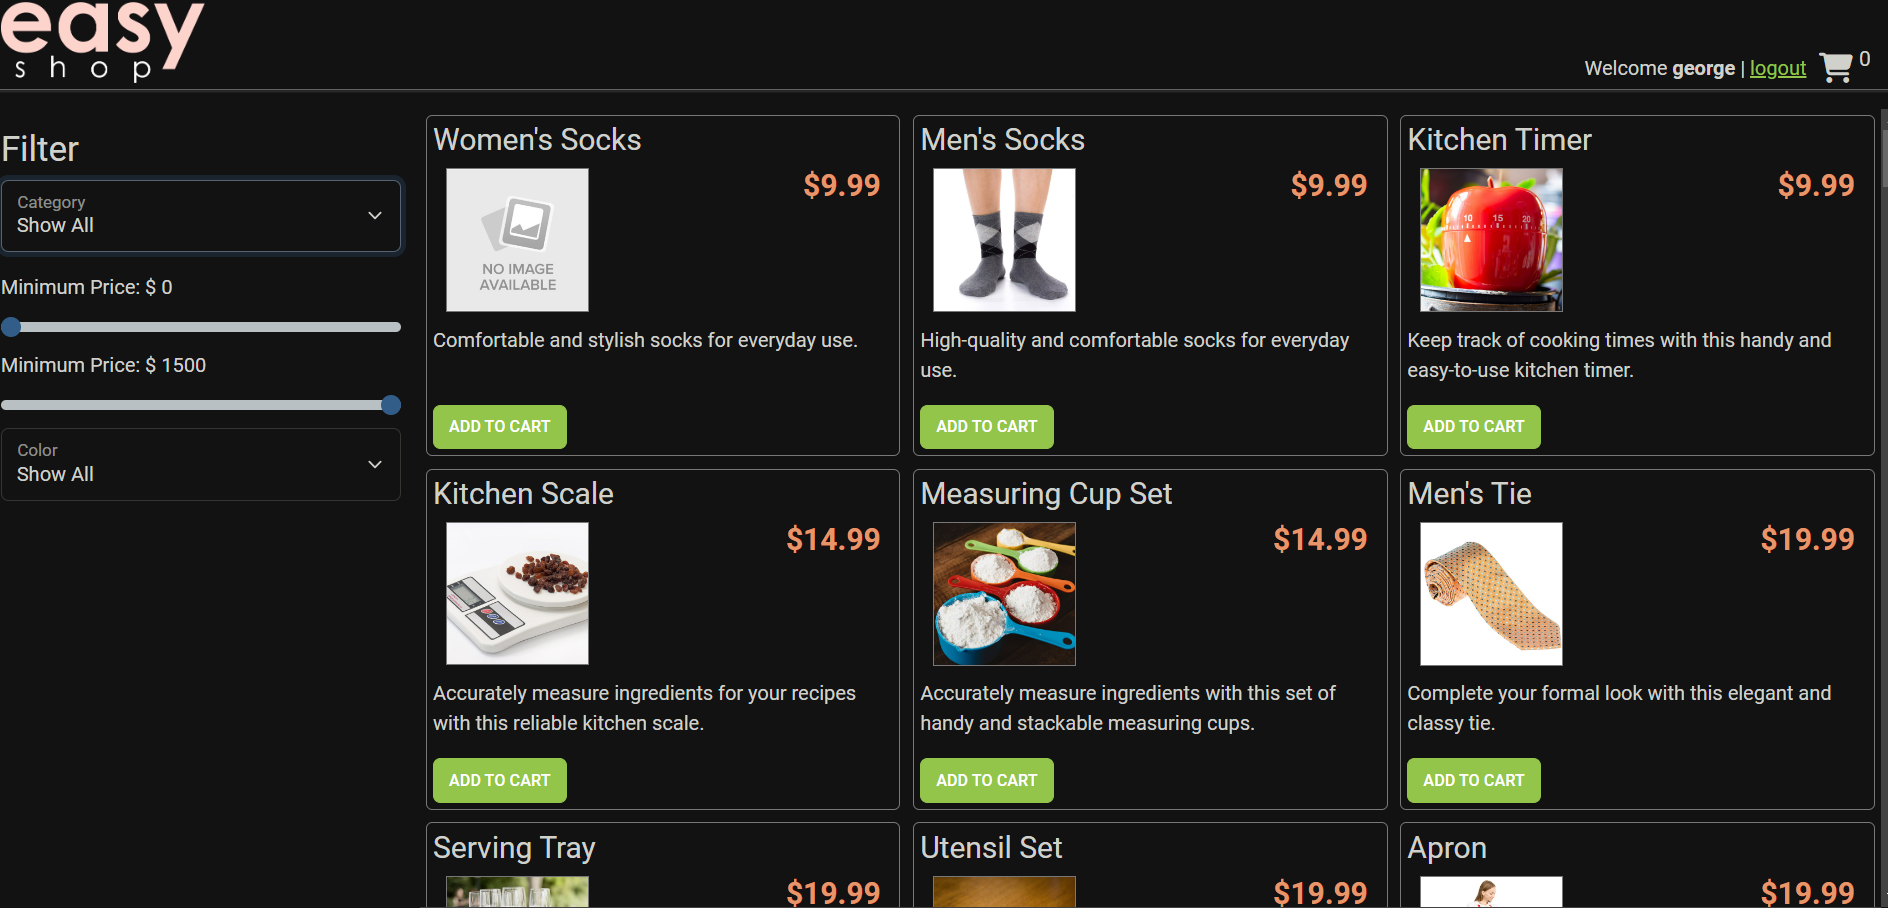 easy
shop
Welcome george | logout 0
Filter
Category
Show All
Minimum Price: $ 0
Minimum Price: $ 1500
Color
Show All
Women's Socks
$9.99
NO IMAGE
AVAILABLE
Comfortable and stylish socks for everyday use.
ADD TO CART
Men's Socks
$9.99
High-quality and comfortable socks for everyday
use.
ADD TO CART
Kitchen Timer
$9.99
10 15 20
Keep track of cooking times with this handy and
easy-to-use kitchen timer.
ADD TO CART
Kitchen Scale
$14.99
Accurately measure ingredients for your recipes
with this reliable kitchen scale.
ADD TO CART
Measuring Cup Set
$14.99
Accurately measure ingredients with this set of
handy and stackable measuring cups.
ADD TO CART
Men's Tie
$19.99
Complete your formal look with this elegant and
classy tie.
ADD TO CART
Serving Tray
$19.99
Utensil Set
$19.99
Apron
$19.99